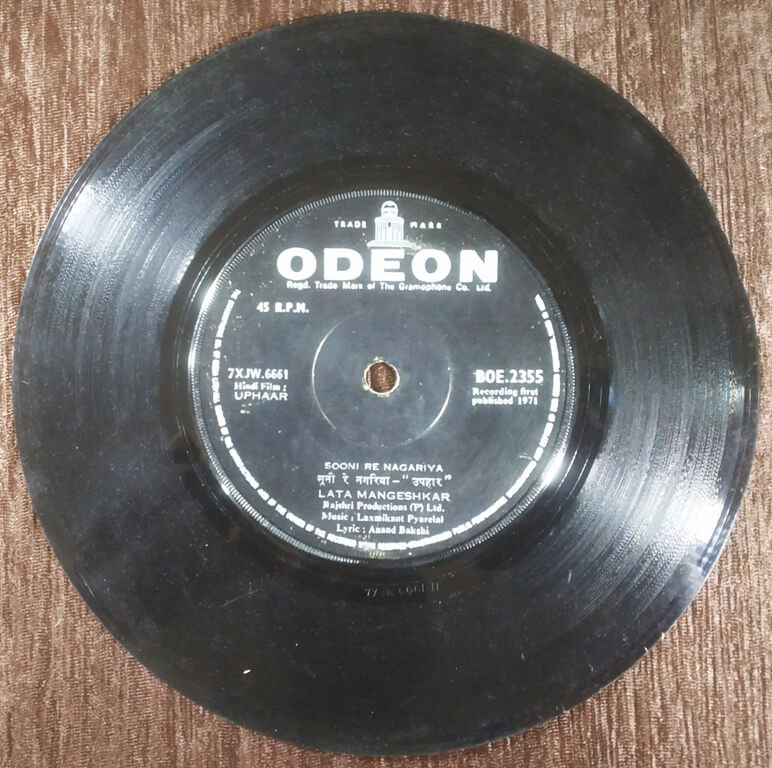 TRADE MARK
ODEON
Regd. Trade Mark of The Gramophone Co. Ltd.
45 R.P.M.
7XJW.6661
Hindi Film :
UPHAAR
BOE.2355
Recording first
published 1971
SOONI RE NAGARIYA
सूनी रे नगरिया - "उपहार"
LATA MANGESHKAR
Rajshri Productions (P) Ltd.
Music : Laxmikant Pyarelal
Lyric : Anand Bakshi